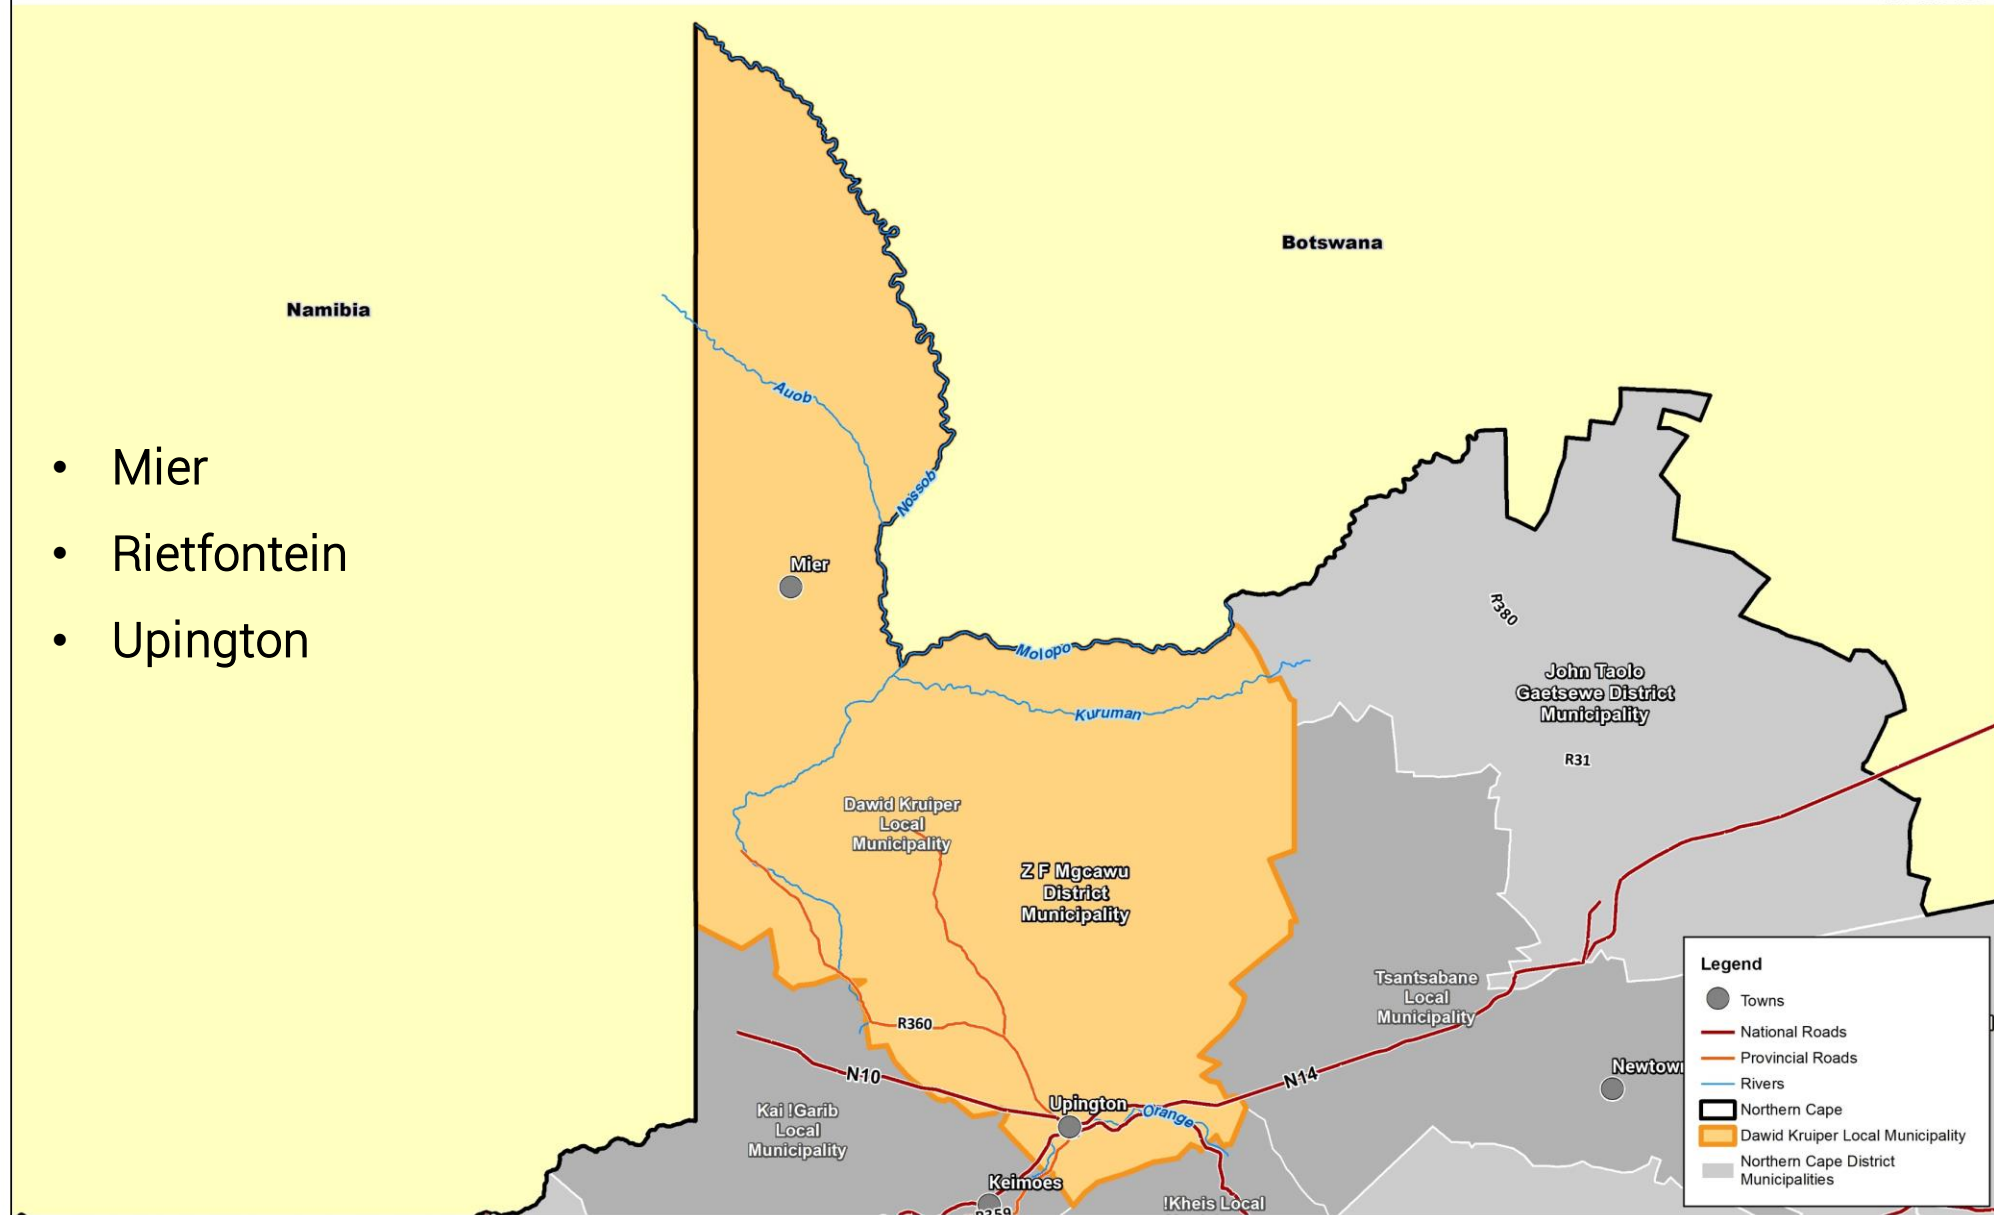 Namibia
Botswana
• Mier
• Rietfontein
• Upington
Auob
Nossob
Mier
Molopo
Kuruman
R380
John Taolo
Gaetsewe District
Municipality
R31
Dawid Kruiper
Local
Municipality
Z F Mgcawu
District
Municipality
Tsantsabane
Local
Municipality
R360
N10
N14
Upington
Orange
Kai !Garib
Local
Municipality
Keimoes
R359
!Kheis Local
Newtow
Legend
Towns
National Roads
Provincial Roads
Rivers
Northern Cape
Dawid Kruiper Local Municipality
Northern Cape District
Municipalities